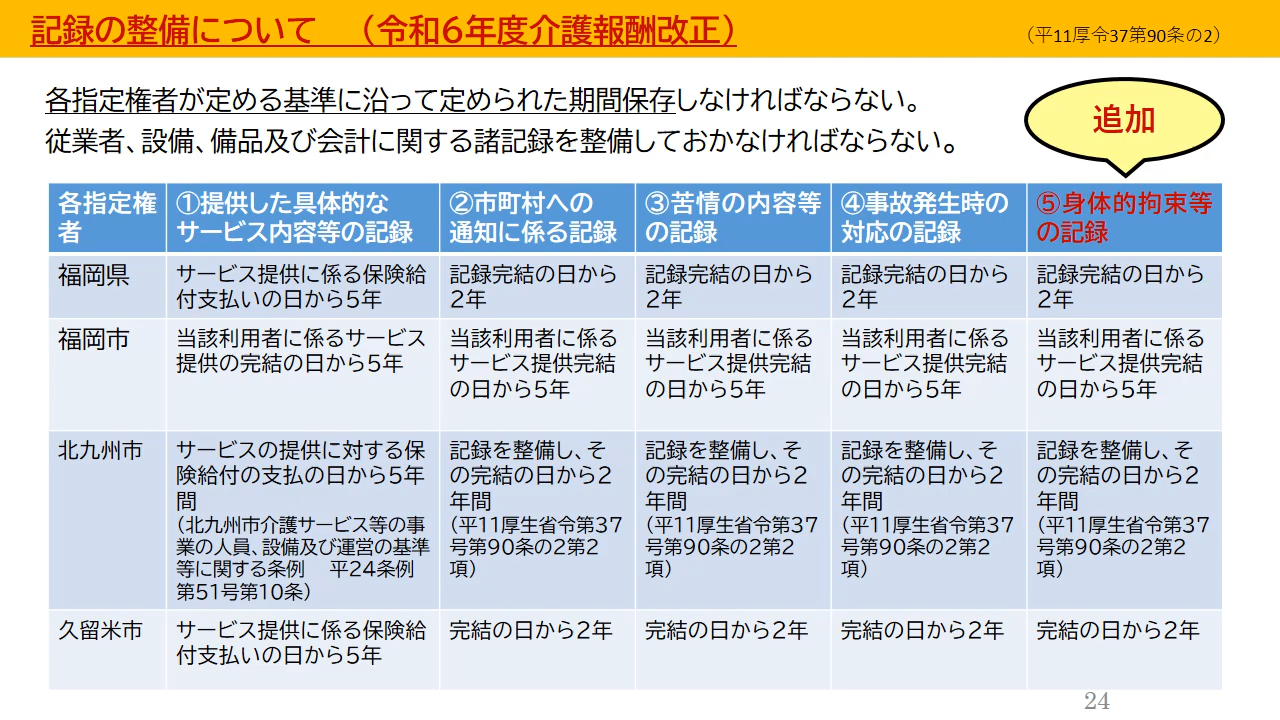 記録の整備について　（令和６年度介護報酬改正）
（平11厚令37第90条の2）
各指定権者が定める基準に沿って定められた期間保存しなければならない。
従業者、設備、備品及び会計に関する諸記録を整備しておかなければならない。
追加
各指定権
者
①提供した具体的な
サービス内容等の記録
②市町村への
通知に係る記録
③苦情の内容等
の記録
④事故発生時の
対応の記録
⑤身体的拘束等
の記録
福岡県
サービス提供に係る保険給
付支払いの日から5年
記録完結の日から
2年
記録完結の日から
2年
記録完結の日から
2年
記録完結の日から
2年
福岡市
当該利用者に係るサービス
提供の完結の日から5年
当該利用者に係る
サービス提供完結
の日から5年
当該利用者に係る
サービス提供完結
の日から5年
当該利用者に係る
サービス提供完結
の日から5年
当該利用者に係る
サービス提供完結
の日から5年
北九州市
サービスの提供に対する保
険給付の支払の日から5年
間
（北九州市介護サービス等の事
業の人員、設備及び運営の基準
等に関する条例　平24条例
第51号第10条）
記録を整備し、そ
の完結の日から2
年間
（平11厚生省令第37
号第90条の2第2
項）
記録を整備し、そ
の完結の日から2
年間
（平11厚生省令第37
号第90条の2第2
項）
記録を整備し、そ
の完結の日から2
年間
（平11厚生省令第37
号第90条の2第2
項）
記録を整備し、そ
の完結の日から2
年間
（平11厚生省令第37
号第90条の2第2
項）
久留米市
サービス提供に係る保険給
付支払いの日から5年
完結の日から2年
完結の日から2年
完結の日から2年
完結の日から2年
24